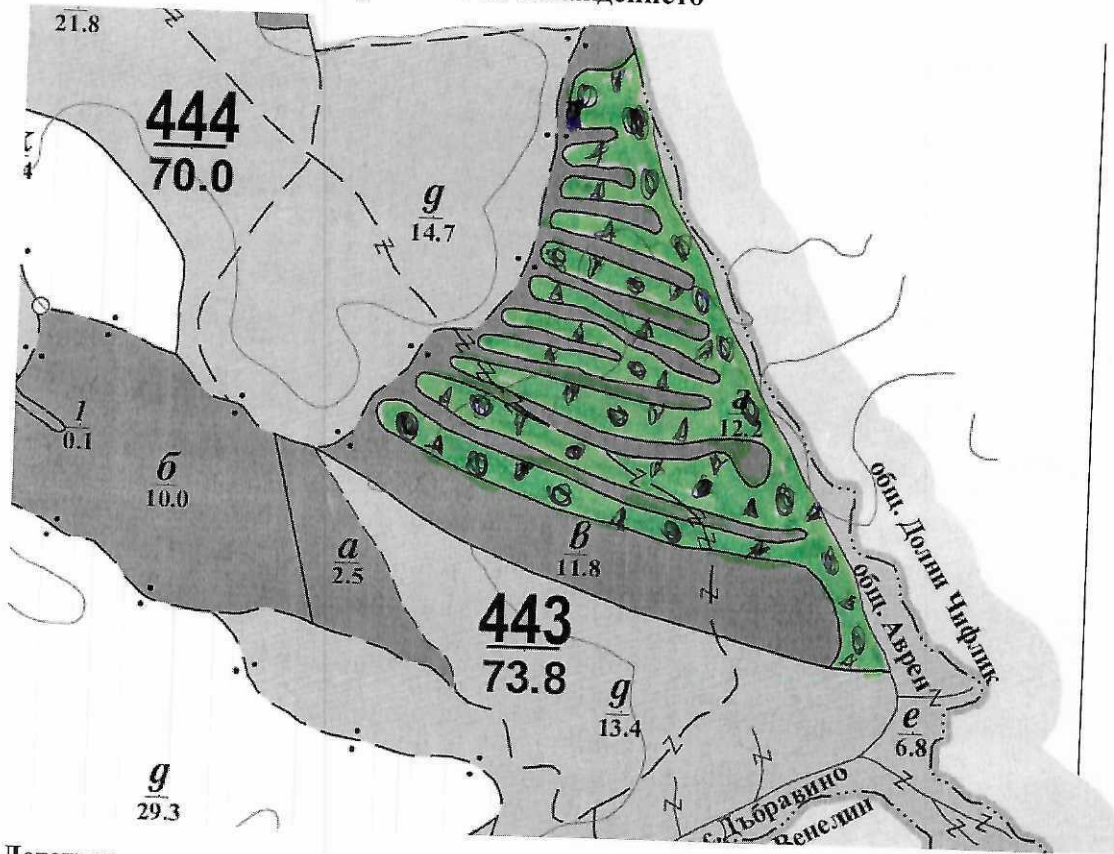 21.8
444
70.0
g
14.7
4
12.2
1
0.1
б
10.0
а
2.5
в
11.8
443
73.8
g
13.4
общ. Долни Чифлик
общ. Аврен
е
6.8
g
29.3
с.Дъбравино
Венелин